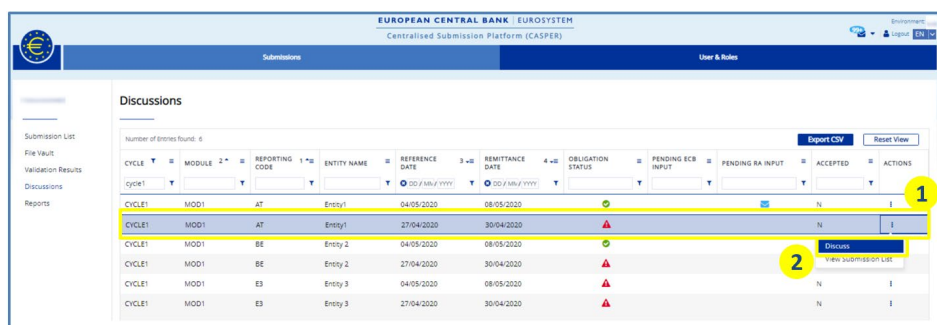 EUROPEAN CENTRAL BANK | EUROSYSTEM
Centralised Submission Platform (CASPER)
Environment:
Logout EN
Submissions
User & Roles
Discussions
Submission List
File Vault
Validation Results
Discussions
Reports
Number of Entries found: 6
Export CSV
Reset View
CYCLE MODULE 2 REPORTING CODE 1 ENTITY NAME REFERENCE DATE 3 REMITTANCE DATE 4 OBLIGATION STATUS PENDING ECB INPUT PENDING RA INPUT ACCEPTED ACTIONS
cycle1 DD / MM / YYYY DD / MM / YYYY
CYCLE1 MOD1 AT Entity1 04/05/2020 08/05/2020 N
1
CYCLE1 MOD1 AT Entity1 27/04/2020 30/04/2020 N
CYCLE1 MOD1 BE Entity 2 04/05/2020 08/05/2020
Discuss
2
View Submission List
CYCLE1 MOD1 BE Entity 2 27/04/2020 30/04/2020
CYCLE1 MOD1 E3 Entity 3 04/05/2020 08/05/2020 N
CYCLE1 MOD1 E3 Entity 3 27/04/2020 30/04/2020 N